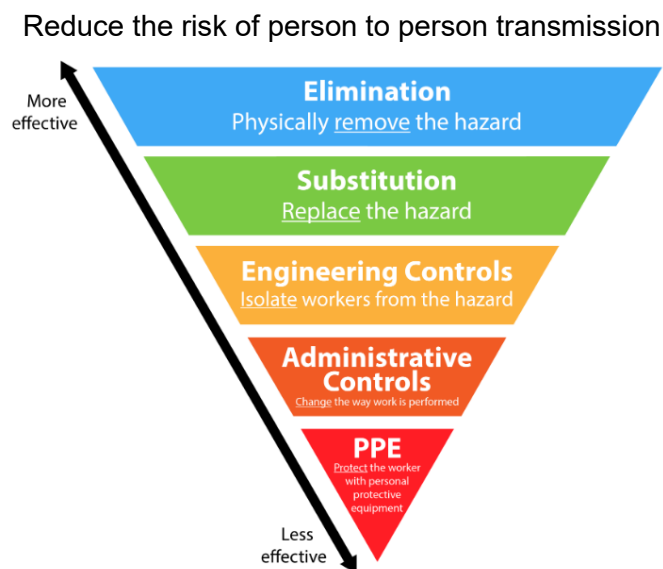 Reduce the risk of person to person transmission
More
effective
Elimination
Physically remove the hazard
Substitution
Replace the hazard
Engineering Controls
Isolate workers from the hazard
Administrative
Controls
Change the way work is performed
PPE
Protect the worker
with personal
protective
equipment
Less
effective